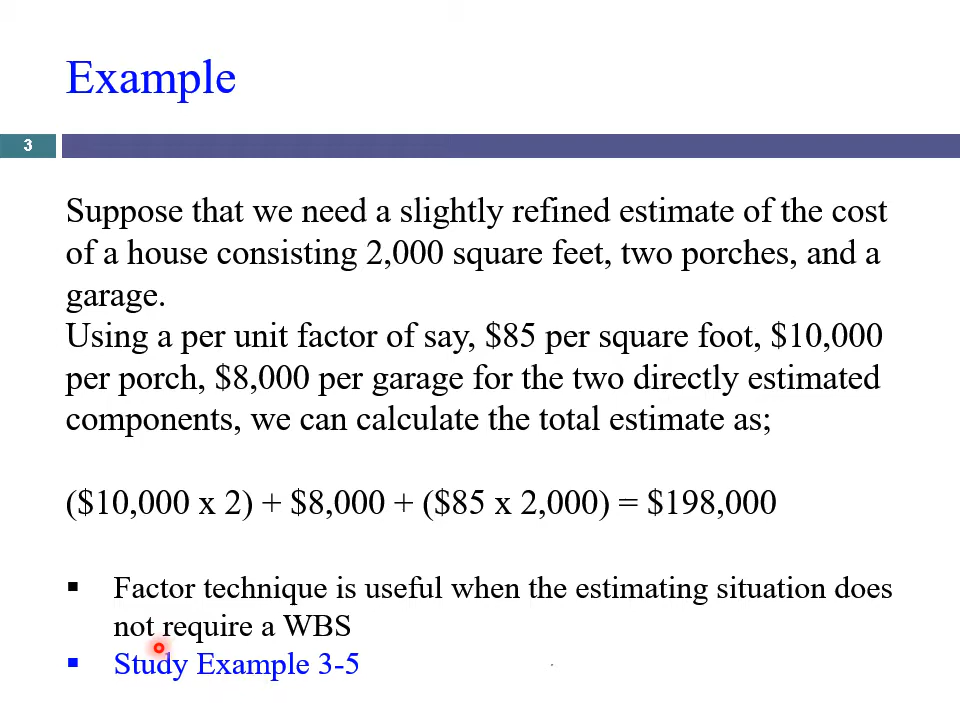 Example
3
Suppose that we need a slightly refined estimate of the cost
of a house consisting 2,000 square feet, two porches, and a
garage.
Using a per unit factor of say, $85 per square foot, $10,000
per porch, $8,000 per garage for the two directly estimated
components, we can calculate the total estimate as;
($10,000 x 2) + $8,000 + ($85 x 2,000) = $198,000
▪ Factor technique is useful when the estimating situation does
not require a WBS
▪ Study Example 3-5